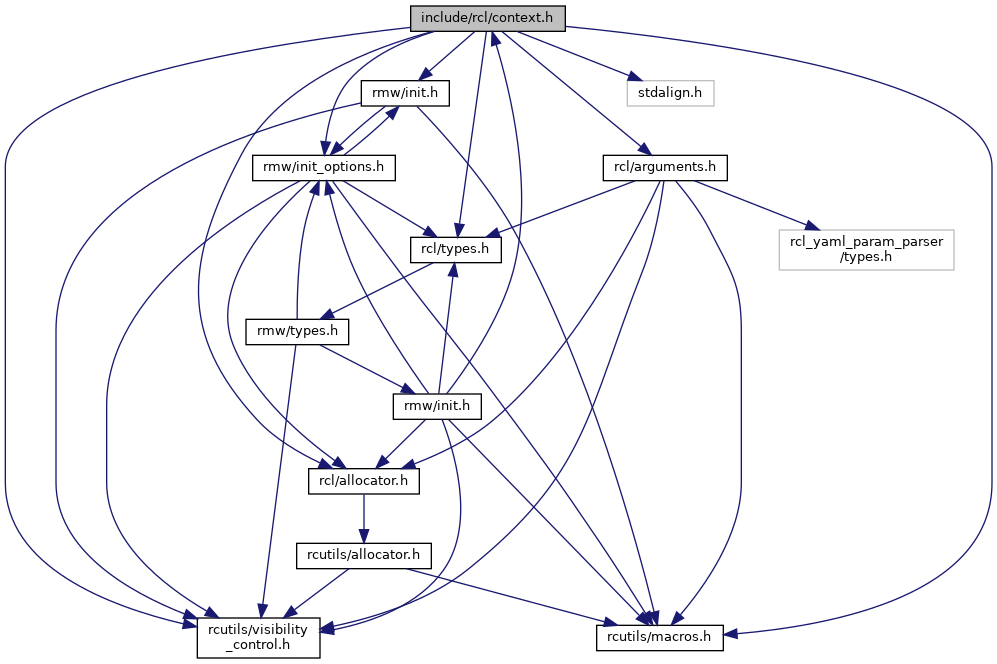 include/rcl/context.h
rmw/init.h
stdalign.h
rmw/init_options.h
rcl/arguments.h
rcl/types.h
rcl_yaml_param_parser
/types.h
rmw/types.h
rmw/init.h
rcl/allocator.h
rcutils/allocator.h
rcutils/visibility
_control.h
rcutils/macros.h